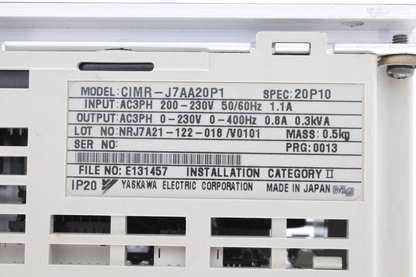 MODEL: CIMR-J7AA20P1 SPEC: 20P10
INPUT: AC3PH 200-230V 50/60Hz 1.1A
OUTPUT: AC3PH 0-230V 0-400Hz 0.8A 0.3kVA
LOT NO: NRJ7A21-122-018 /V0101 MASS: 0.5kg
SER NO: PRG: 0013
FILE NO: E131457 INSTALLATION CATEGORY II
IP20 YASKAWA ELECTRIC CORPORATION MADE IN JAPAN